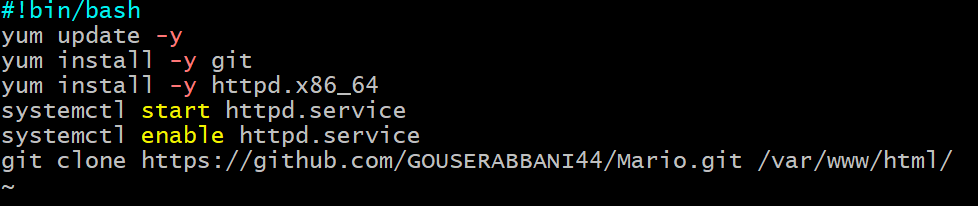 #!bin/bash
yum update -y
yum install -y git
yum install -y httpd.x86_64
systemctl start httpd.service
systemctl enable httpd.service
git clone https://github.com/GOUSERABBANI44/Mario.git /var/www/html/
~